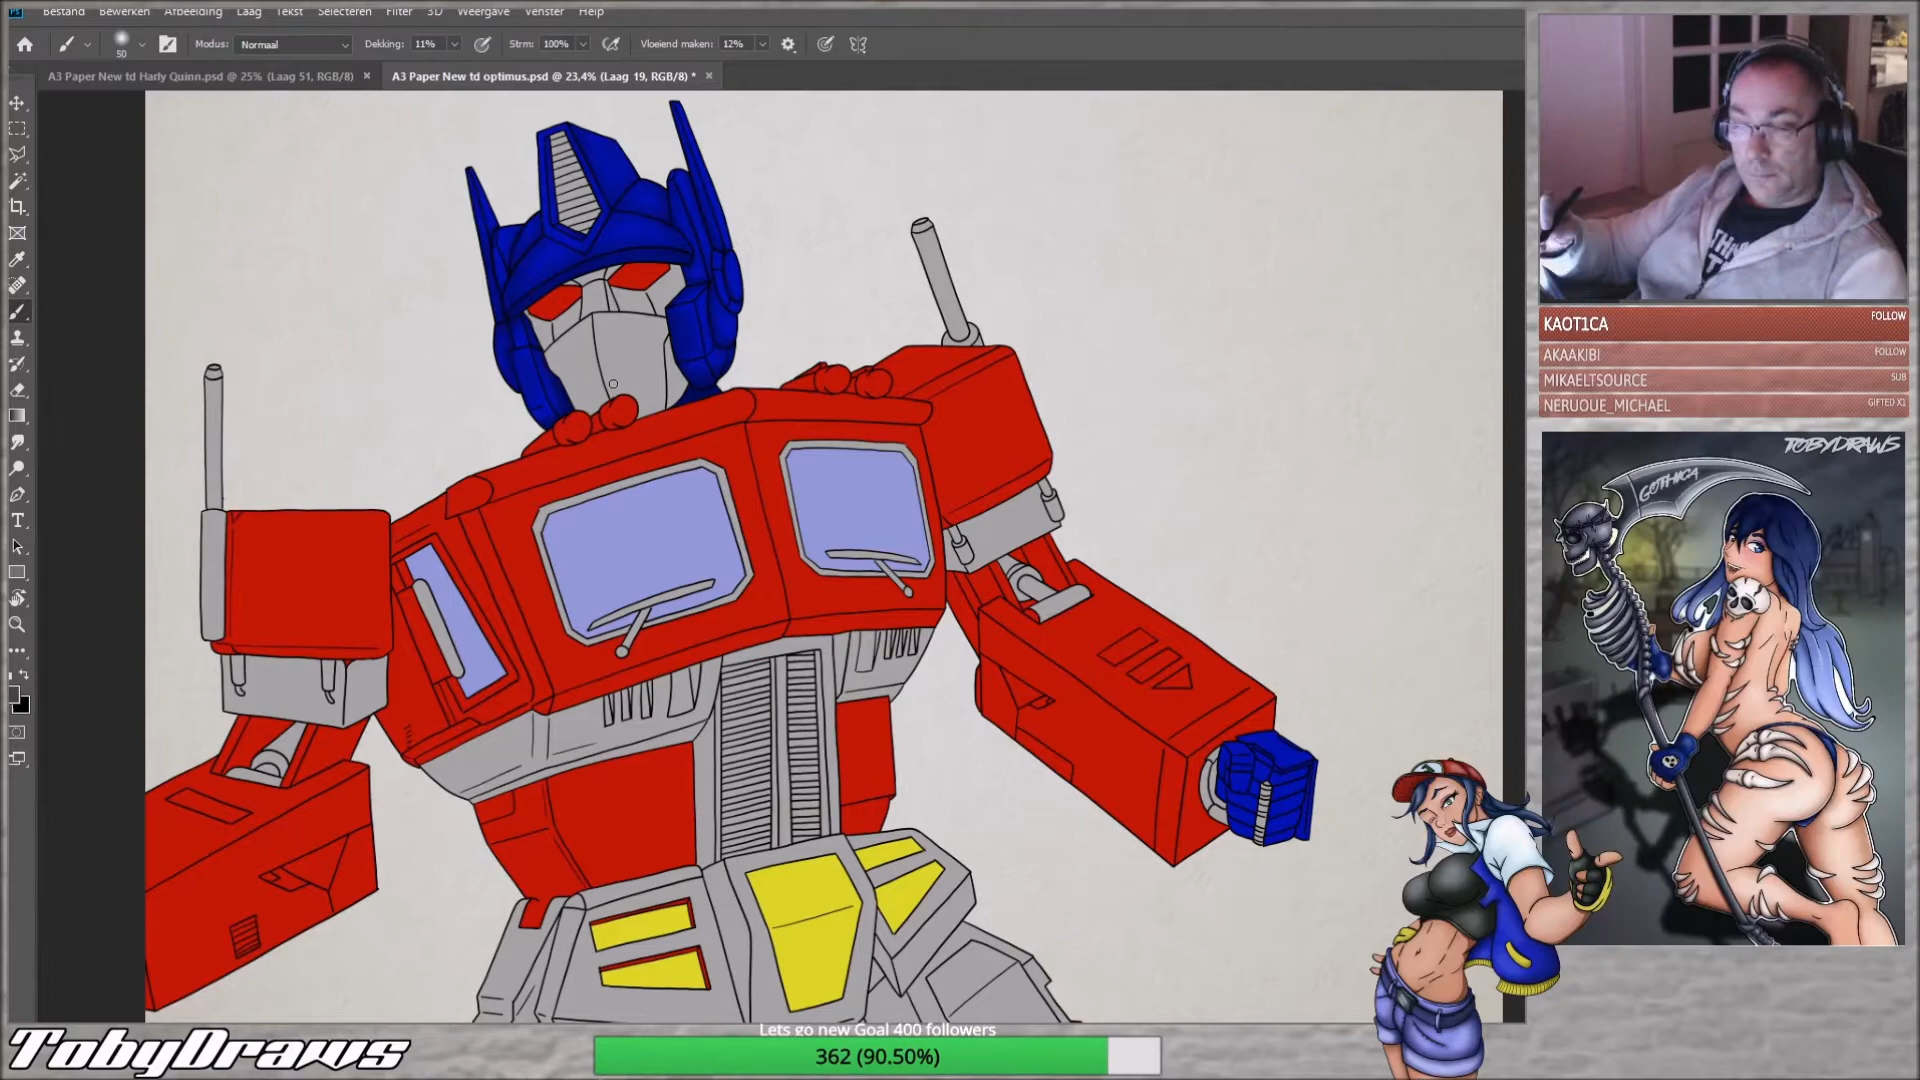 Ps Bestand Bewerken Afbeelding Laag Tekst Selecteren Filter 3D Weergave Venster Help
50 Modus: Normaal Dekking: 11% Strm: 100% Vloeiend maken: 12%
A3 Paper New td Harly Quinn.psd @ 25% (Laag 51, RGB/8) × A3 Paper New td optimus.psd @ 23,4% (Laag 19, RGB/8) * ×
KAOT1CA FOLLOW
AKAAKIBI FOLLOW
MIKAELTSOURCE SUB
NERUOUE_MICHAEL GIFTED X1
TOBYDRAWS
GOTHICA
Lets go new Goal 400 followers
362 (90.50%)
TobyDraws